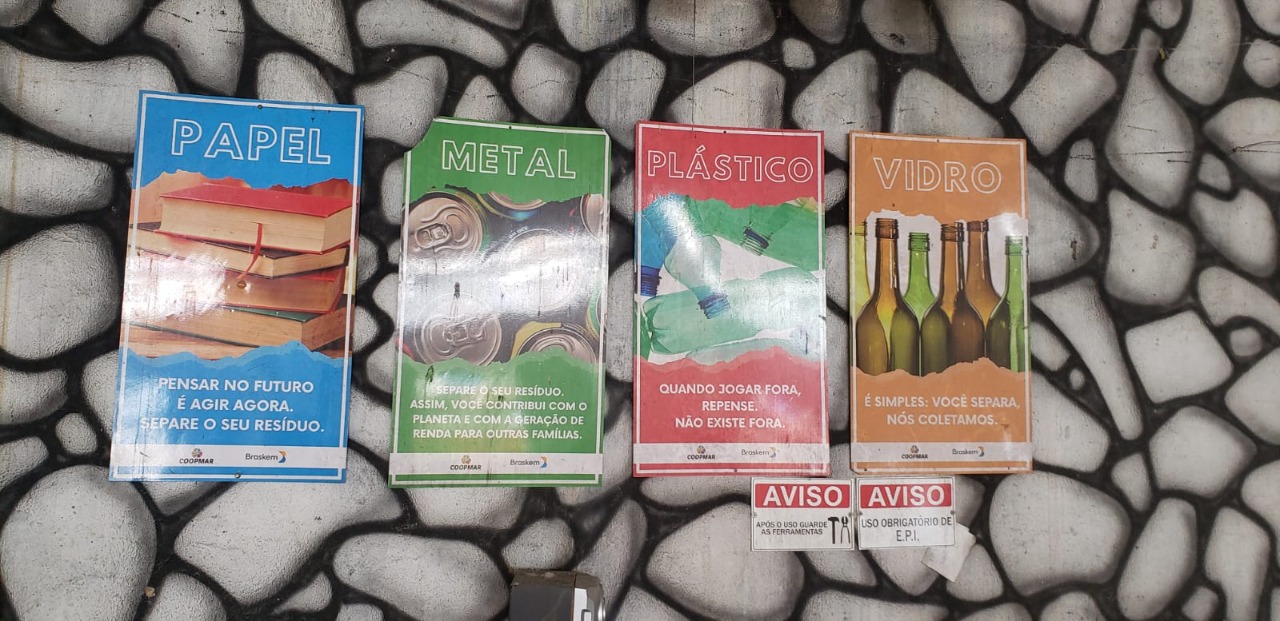 PAPEL
PENSAR NO FUTURO
É AGIR AGORA.
SEPARE O SEU RESÍDUO.
COOPMAR Braskem
METAL
SEPARE O SEU RESÍDUO.
ASSIM, VOCÊ CONTRIBUI COM O
PLANETA E COM A GERAÇÃO DE
RENDA PARA OUTRAS FAMÍLIAS.
COOPMAR Braskem
PLÁSTICO
QUANDO JOGAR FORA,
REPENSE.
NÃO EXISTE FORA.
COOPMAR Braskem
VIDRO
É SIMPLES: VOCÊ SEPARA,
NÓS COLETAMOS.
COOPMAR Braskem
AVISO
APÓS O USO GUARDE
AS FERRAMENTAS
AVISO
USO OBRIGATÓRIO DE
E.P.I.